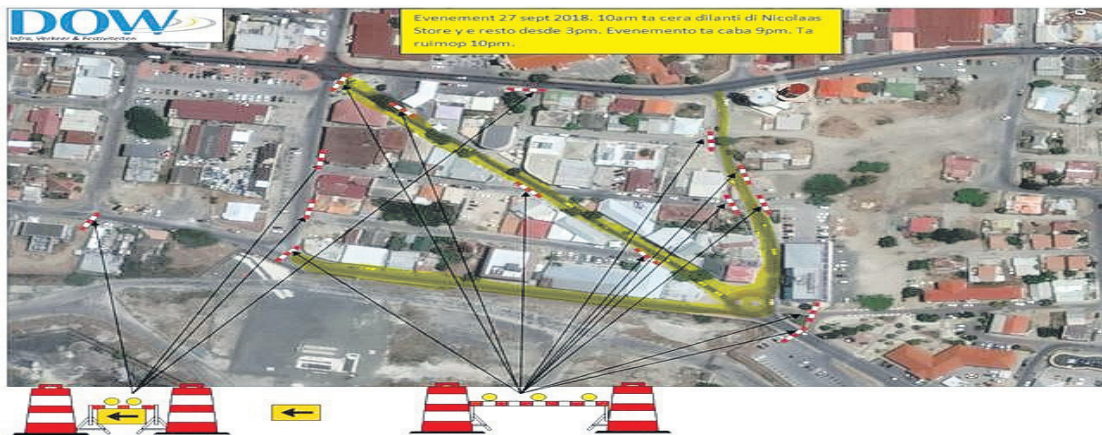 DOW
Infra, Verkeer & Festiviteiten
Evenement 27 sept 2018. 10am ta cera dilanti di Nicolaas
Store y e resto desde 3pm. Evenemento ta caba 9pm. Ta
ruimop 10pm.